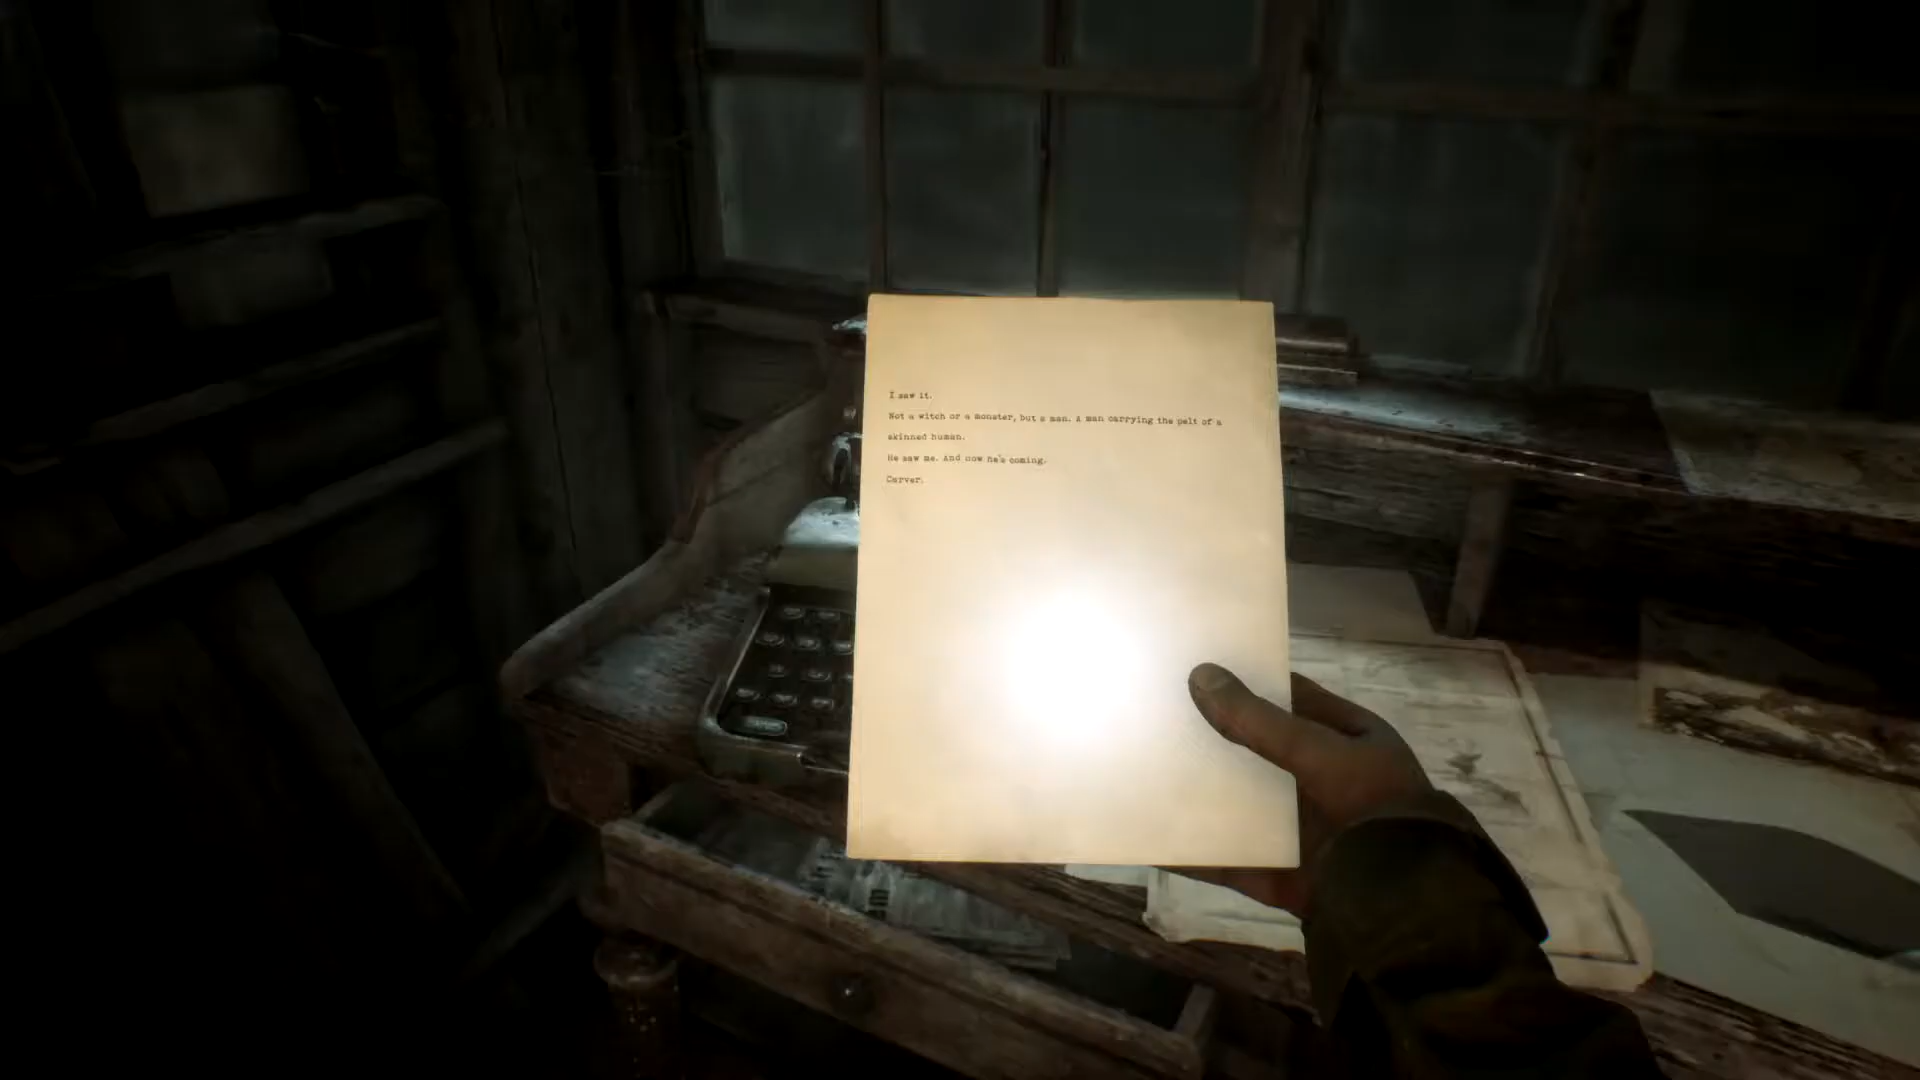 I saw it.
Not a witch or a monster, but a man. A man carrying the pelt of a
skinned human.
He saw me. And now he's coming.
Carver.